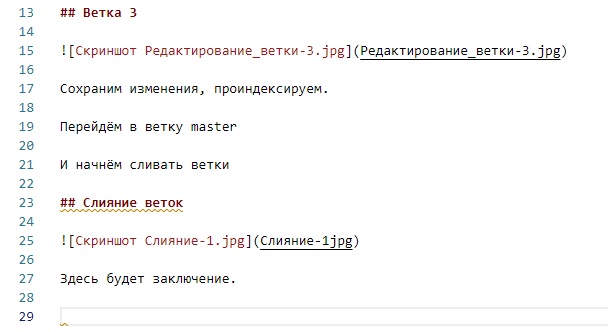 13 ## Ветка 3
14
15 ![Скриншот Редактирование_ветки-3.jpg](Редактирование_ветки-3.jpg)
16
17 Сохраним изменения, проиндексируем.
18
19 Перейдём в ветку master
20
21 И начнём сливать ветки
22
23 ## Слияние веток
24
25 ![Скриншот Слияние-1.jpg](Слияние-1jpg)
26
27 Здесь будет заключение.
28
29